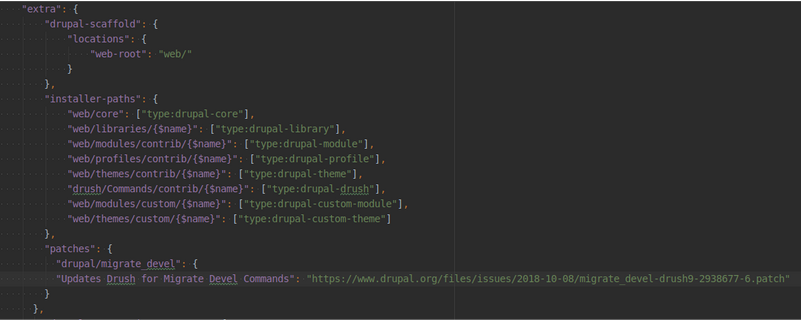 "extra": {
"drupal-scaffold": {
"locations": {
"web-root": "web/"
}
},
"installer-paths": {
"web/core": ["type:drupal-core"],
"web/libraries/{$name}": ["type:drupal-library"],
"web/modules/contrib/{$name}": ["type:drupal-module"],
"web/profiles/contrib/{$name}": ["type:drupal-profile"],
"web/themes/contrib/{$name}": ["type:drupal-theme"],
"drush/Commands/contrib/{$name}": ["type:drupal-drush"],
"web/modules/custom/{$name}": ["type:drupal-custom-module"],
"web/themes/custom/{$name}": ["type:drupal-custom-theme"]
},
"patches": {
"drupal/migrate_devel": {
"Updates Drush for Migrate Devel Commands": "https://www.drupal.org/files/issues/2018-10-08/migrate_devel-drush9-2938677-6.patch"
}
},